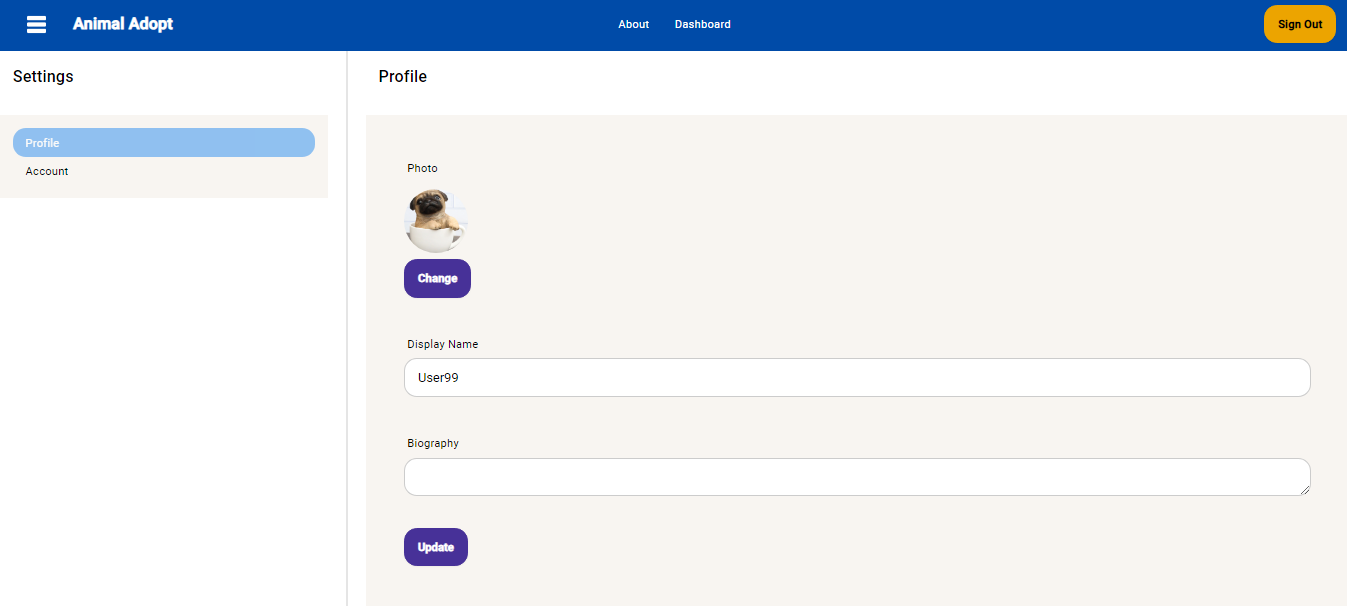 Animal Adopt
About
Dashboard
Sign Out
Settings
Profile
Account
Profile
Photo
Change
Display Name
User99
Biography
Update